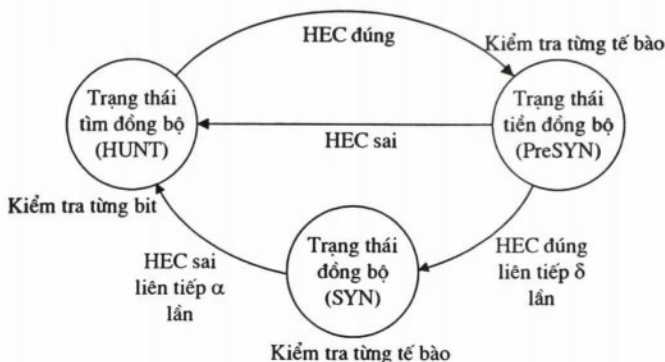 HEC đúng
Kiểm tra từng tế bào
Trạng thái
tìm đồng bộ
(HUNT)
Trạng thái
tiền đồng bộ
(PreSYN)
HEC sai
Kiểm tra từng bit
HEC sai
liên tiếp α
lần
Trạng thái
đồng bộ
(SYN)
HEC đúng
liên tiếp δ
lần
Kiểm tra từng tế bào